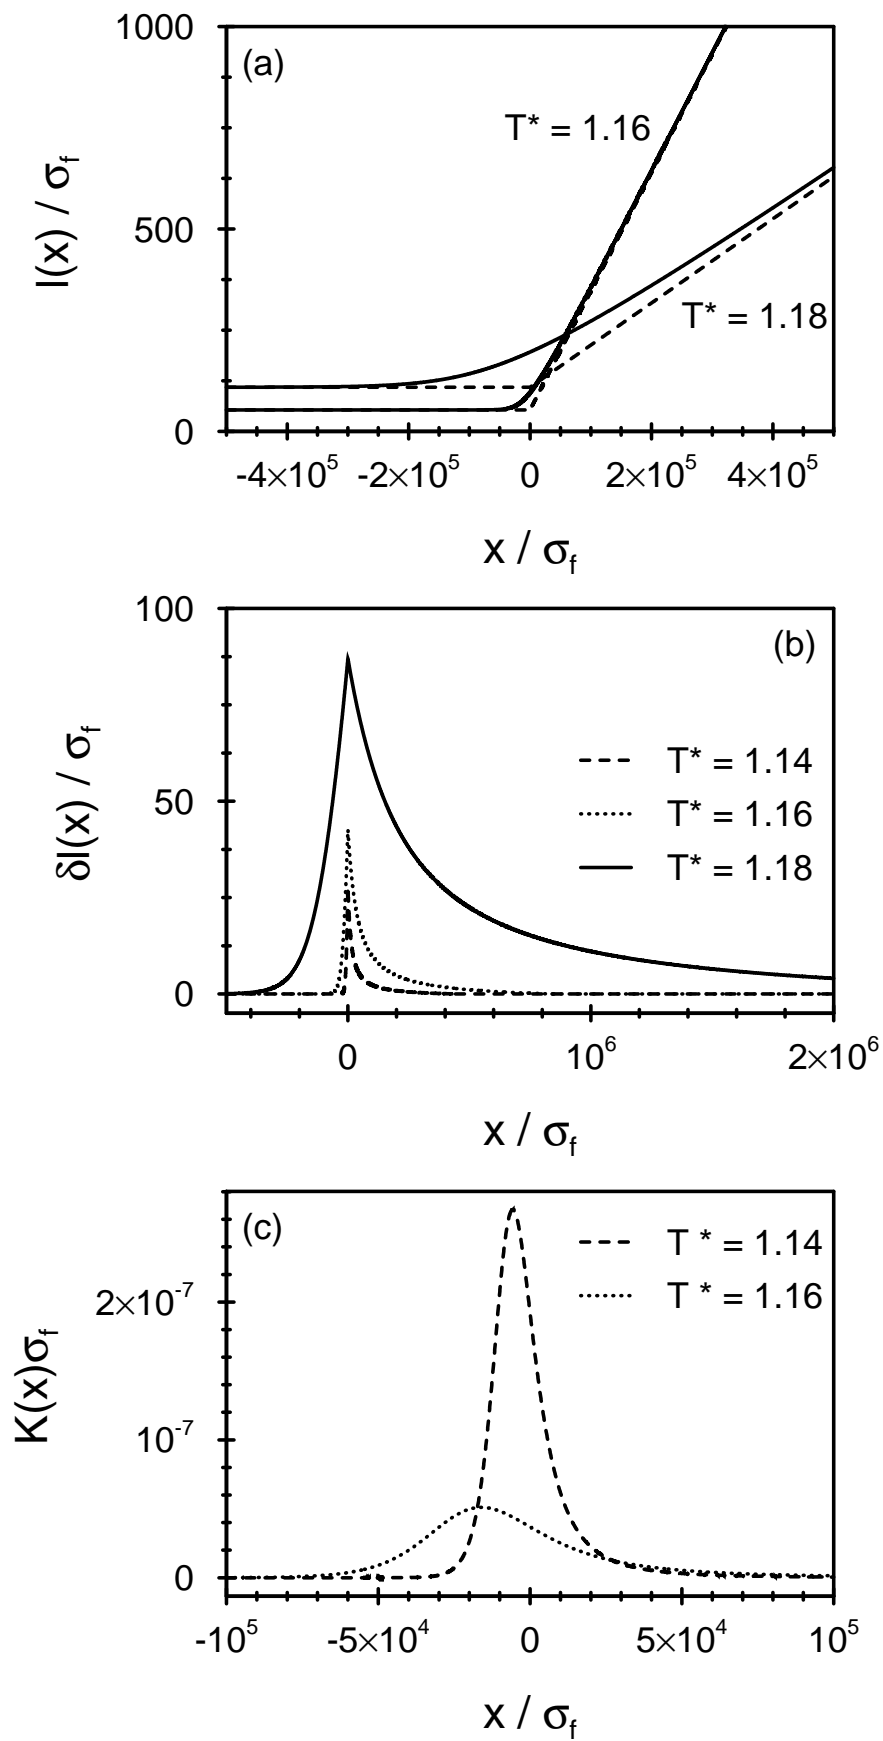 1000
(a)
T* = 1.16
l(x) / σf
500
T* = 1.18
0
-4×10⁵ -2×10⁵ 0 2×10⁵ 4×10⁵
x / σf
100
(b)
T* = 1.14
δl(x) / σf
50
T* = 1.16
T* = 1.18
0
0 10⁶ 2×10⁶
x / σf
(c)
T * = 1.14
2×10⁻⁷
T * = 1.16
K(x)σf
10⁻⁷
0
-10⁵ -5×10⁴ 0 5×10⁴ 10⁵
x / σf